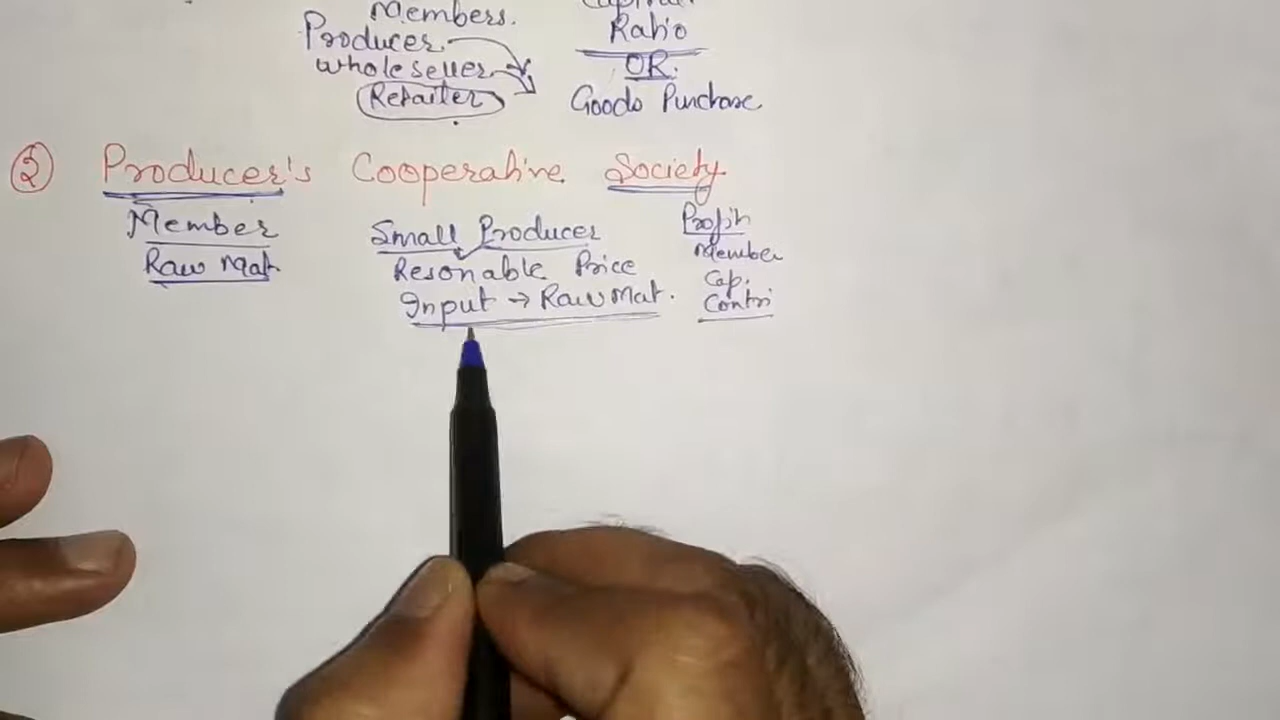 Members.
Ratio
Producer
Wholeseller
OR.
Retailer
Goods Purchase
② Producer's Cooperative Society
Member
Raw Mat
Small Producer
Resonable Price
Input → Raw Mat.
Profit
Member
Cap.
Contri